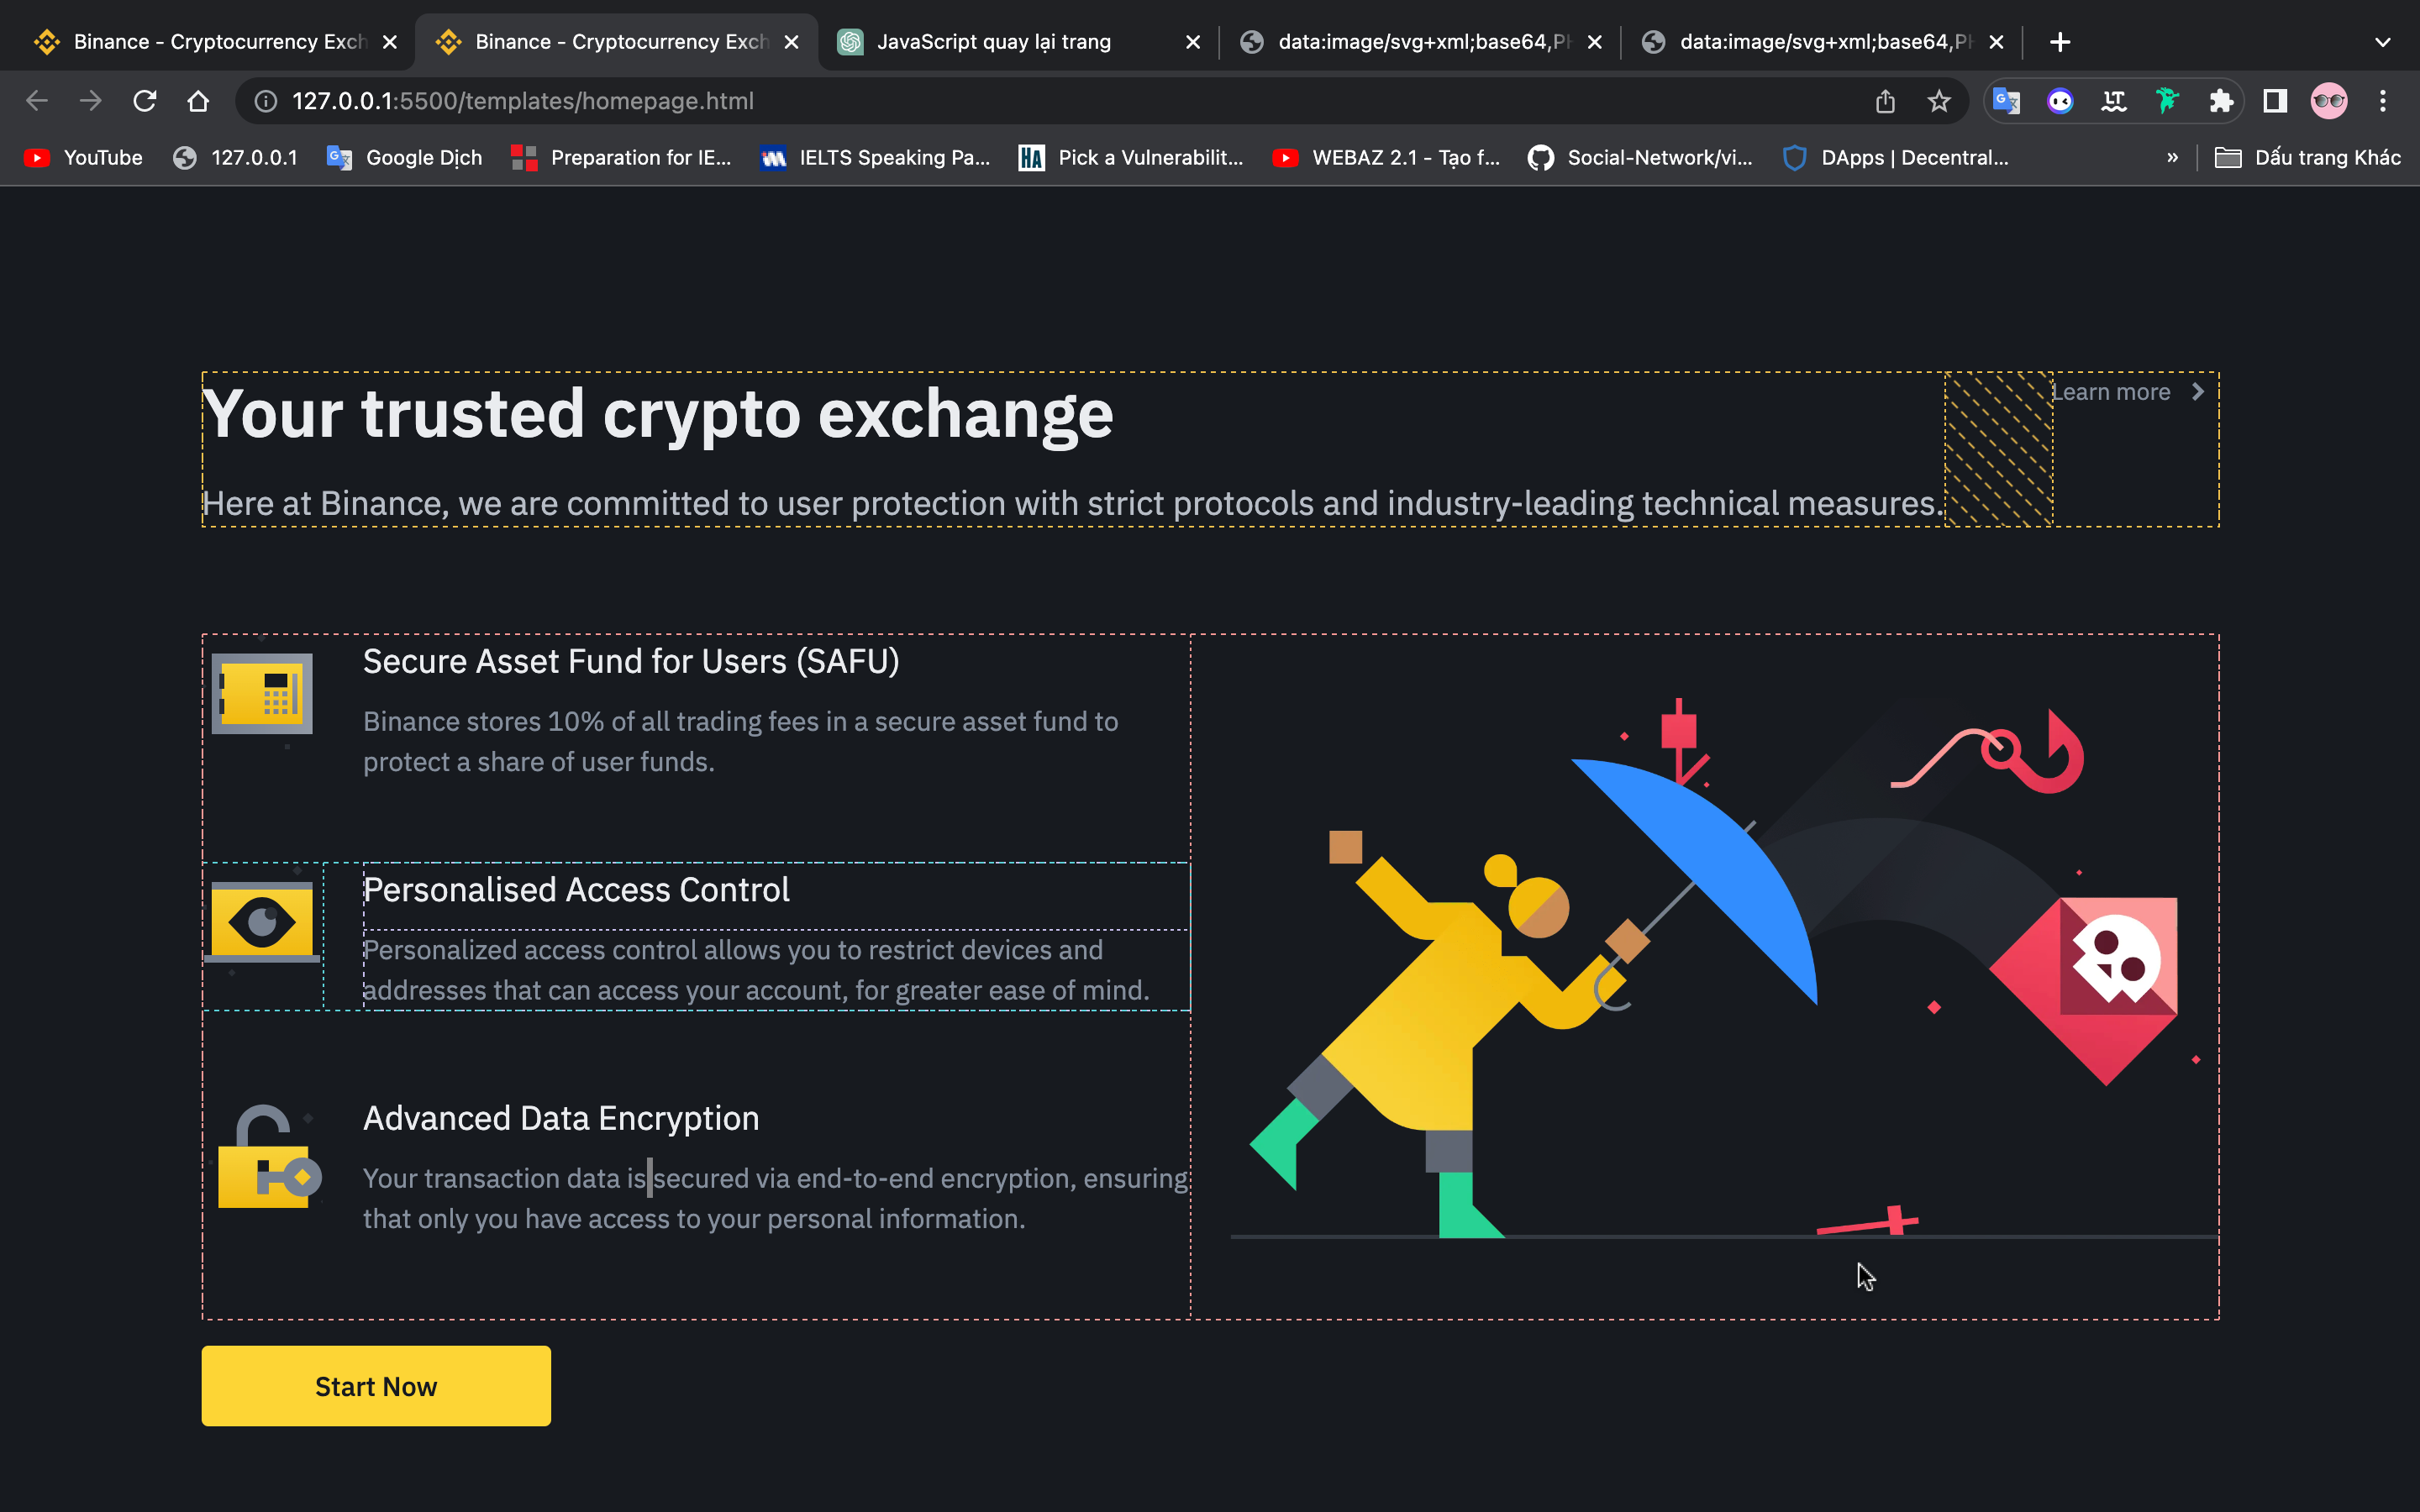 Binance - Cryptocurrency Exch
Binance - Cryptocurrency Exch
JavaScript quay lại trang
data:image/svg+xml;base64,PH
data:image/svg+xml;base64,PH
127.0.0.1:5500/templates/homepage.html
YouTube
127.0.0.1
Google Dịch
Preparation for IE...
IELTS Speaking Pa...
HA
Pick a Vulnerabilit...
WEBAZ 2.1 - Tạo f...
Social-Network/vi...
DApps | Decentral...
»
Dấu trang Khác
Your trusted crypto exchange
Learn more
Here at Binance, we are committed to user protection with strict protocols and industry-leading technical measures.
Secure Asset Fund for Users (SAFU)
Binance stores 10% of all trading fees in a secure asset fund to
protect a share of user funds.
Personalised Access Control
Personalized access control allows you to restrict devices and
addresses that can access your account, for greater ease of mind.
Advanced Data Encryption
Your transaction data is secured via end-to-end encryption, ensuring
that only you have access to your personal information.
Start Now